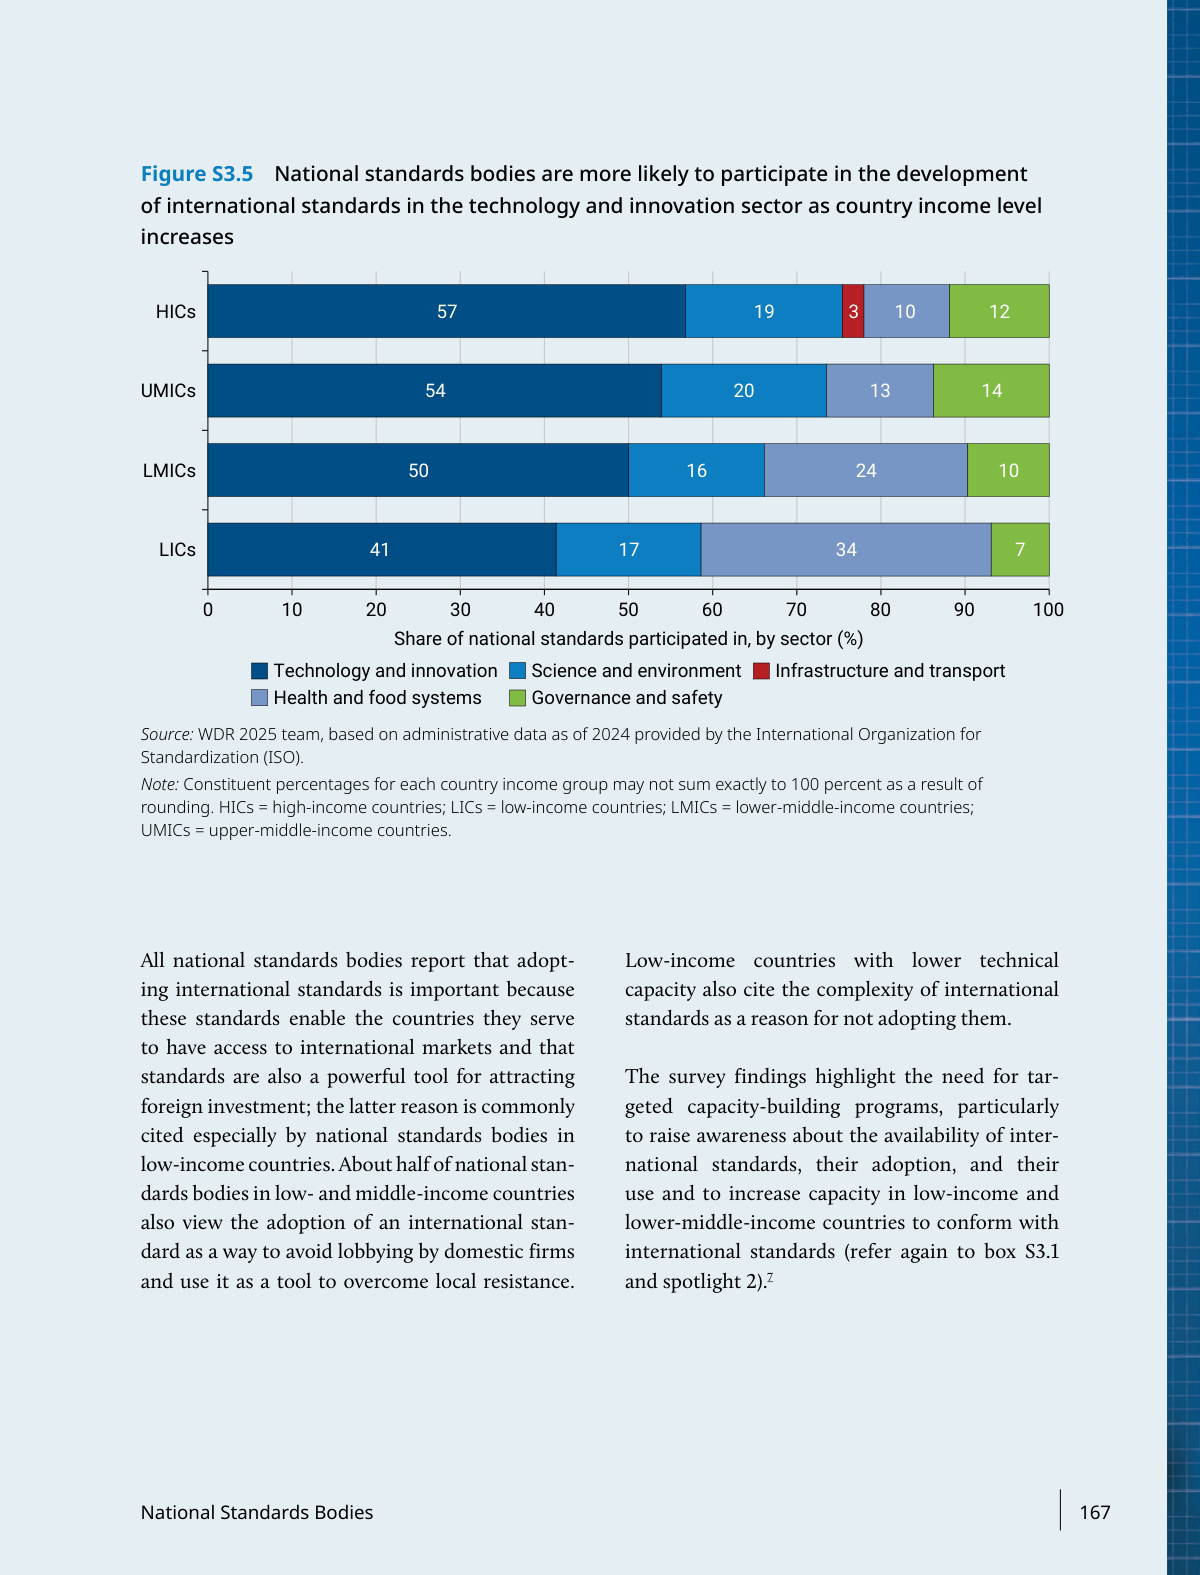 Figure S3.5 National standards bodies are more likely to participate in the development
of international standards in the technology and innovation sector as country income level
increases
HICs
57
19
3
10
12
UMICs
54
20
13
14
LMICs
50
16
24
10
LICs
41
17
34
7
0 10 20 30 40 50 60 70 80 90 100
Share of national standards participated in, by sector (%)
Technology and innovation Science and environment Infrastructure and transport
Health and food systems Governance and safety
Source: WDR 2025 team, based on administrative data as of 2024 provided by the International Organization for
Standardization (ISO).
Note: Constituent percentages for each country income group may not sum exactly to 100 percent as a result of
rounding. HICs = high-income countries; LICs = low-income countries; LMICs = lower-middle-income countries;
UMICs = upper-middle-income countries.
All national standards bodies report that adopt-
ing international standards is important because
these standards enable the countries they serve
to have access to international markets and that
standards are also a powerful tool for attracting
foreign investment; the latter reason is commonly
cited especially by national standards bodies in
low-income countries. About half of national stan-
dards bodies in low- and middle-income countries
also view the adoption of an international stan-
dard as a way to avoid lobbying by domestic firms
and use it as a tool to overcome local resistance.
Low-income countries with lower technical
capacity also cite the complexity of international
standards as a reason for not adopting them.
The survey findings highlight the need for tar-
geted capacity-building programs, particularly
to raise awareness about the availability of inter-
national standards, their adoption, and their
use and to increase capacity in low-income and
lower-middle-income countries to conform with
international standards (refer again to box S3.1
and spotlight 2).7
National Standards Bodies
167